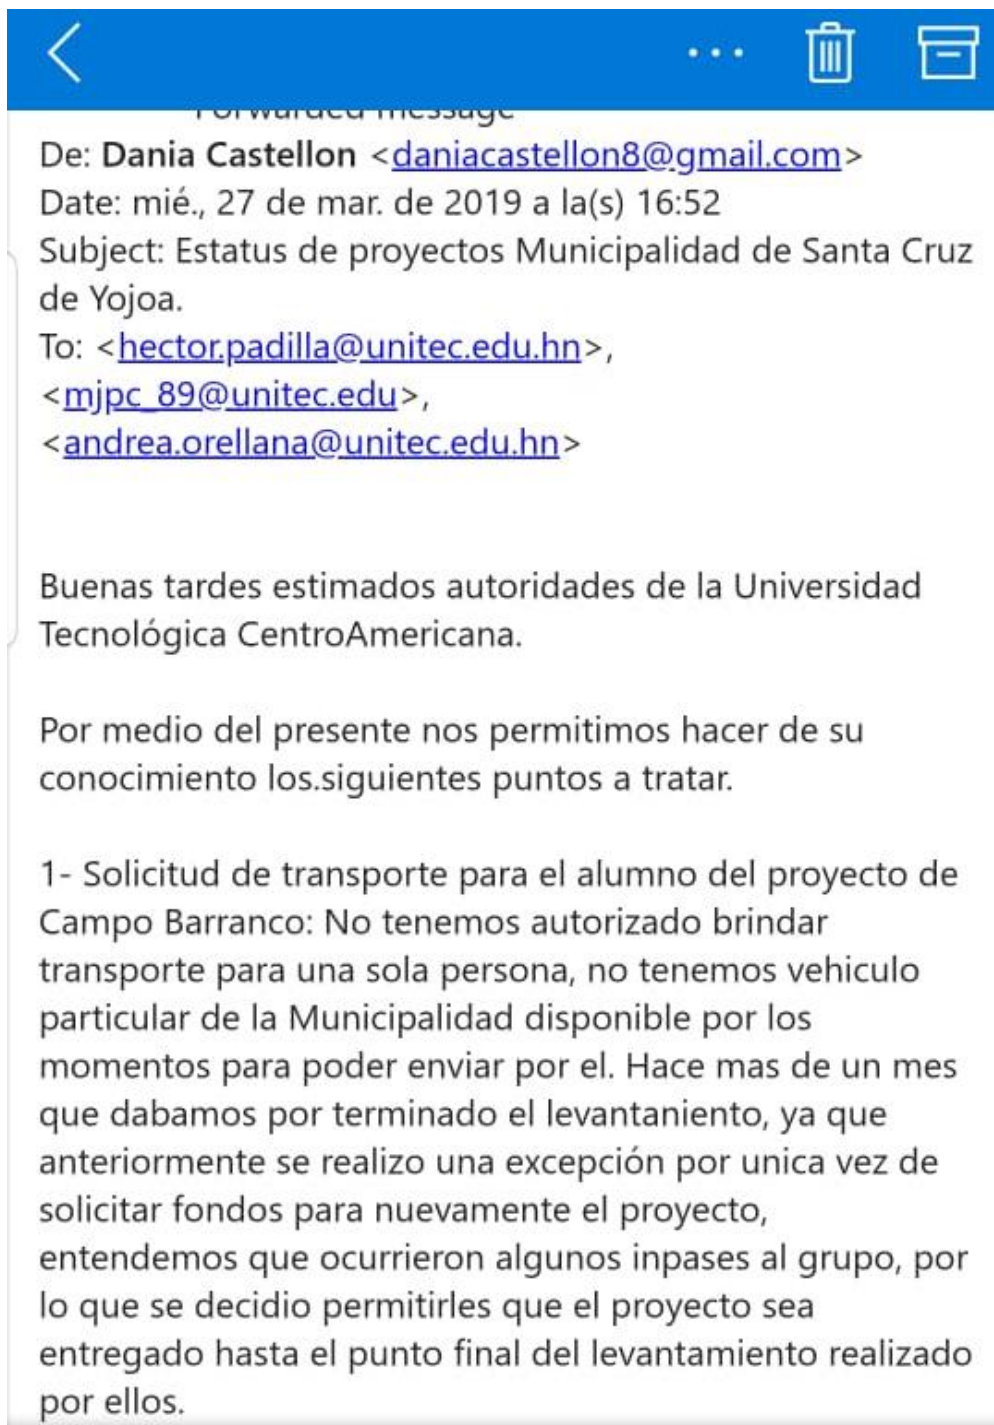 Forwarded message
De: Dania Castellon <daniacastellon8@gmail.com>
Date: mié., 27 de mar. de 2019 a la(s) 16:52
Subject: Estatus de proyectos Municipalidad de Santa Cruz
de Yojoa.
To: <hector.padilla@unitec.edu.hn>,
<mjpc_89@unitec.edu>,
<andrea.orellana@unitec.edu.hn>
Buenas tardes estimados autoridades de la Universidad
Tecnológica CentroAmericana.
Por medio del presente nos permitimos hacer de su
conocimiento los.siguientes puntos a tratar.
1- Solicitud de transporte para el alumno del proyecto de
Campo Barranco: No tenemos autorizado brindar
transporte para una sola persona, no tenemos vehiculo
particular de la Municipalidad disponible por los
momentos para poder enviar por el. Hace mas de un mes
que dabamos por terminado el levantaniento, ya que
anteriormente se realizo una excepción por unica vez de
solicitar fondos para nuevamente el proyecto,
entendemos que ocurrieron algunos inpases al grupo, por
lo que se decidio permitirles que el proyecto sea
entregado hasta el punto final del levantamiento realizado
por ellos.